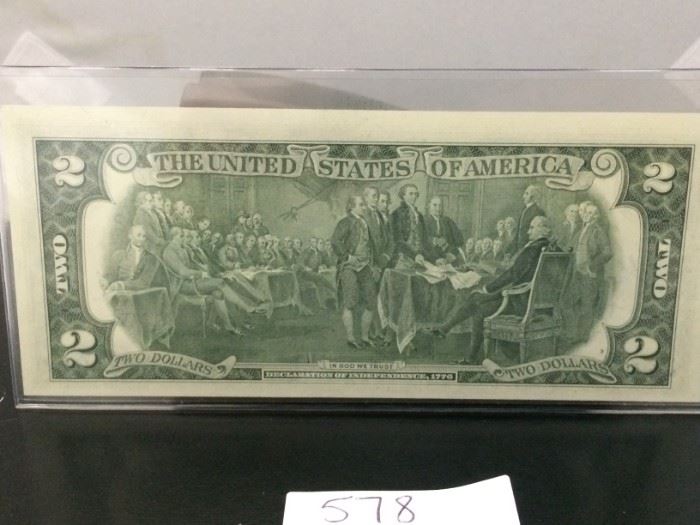 THE UNITED STATES OF AMERICA
2
2
TWO
TWO
2
2
TWO DOLLARS
IN GOD WE TRUST
TWO DOLLARS
DECLARATION OF INDEPENDENCE, 1776
578